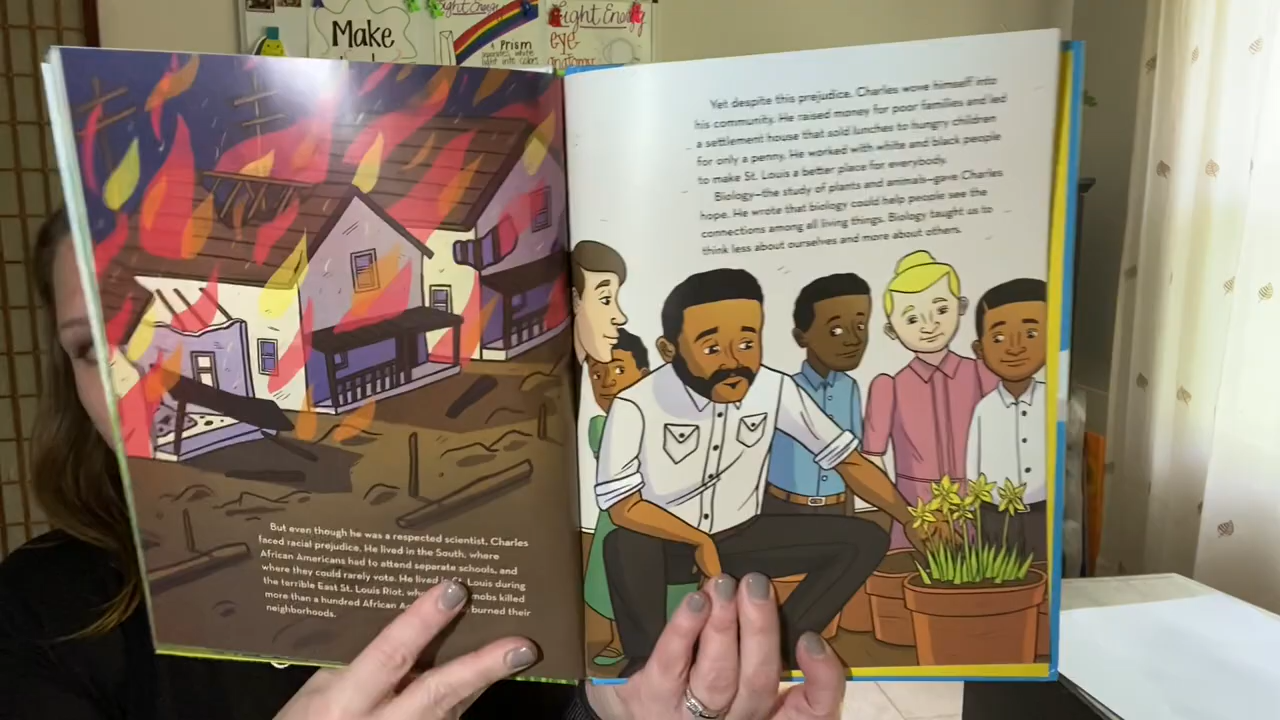 Make
Light Energy
eye
A Prism
separates white
light into colors
But even though he was a respected scientist, Charles
faced racial prejudice. He lived in the South, where
African Americans had to attend separate schools, and
where they could rarely vote. He lived in St. Louis during
the terrible East St. Louis Riot, mobs killed
more than a hundred African burned their
neighborhoods.
Yet despite this prejudice, Charles wove himself into
his community. He raised money for poor families and led
a settlement house that sold lunches to hungry children
for only a penny. He worked with white and black people
to make St. Louis a better place for everybody.
Biology—the study of plants and animals—gave Charles
hope. He wrote that biology could help people see the
connections among all living things. Biology taught us to
think less about ourselves and more about others.